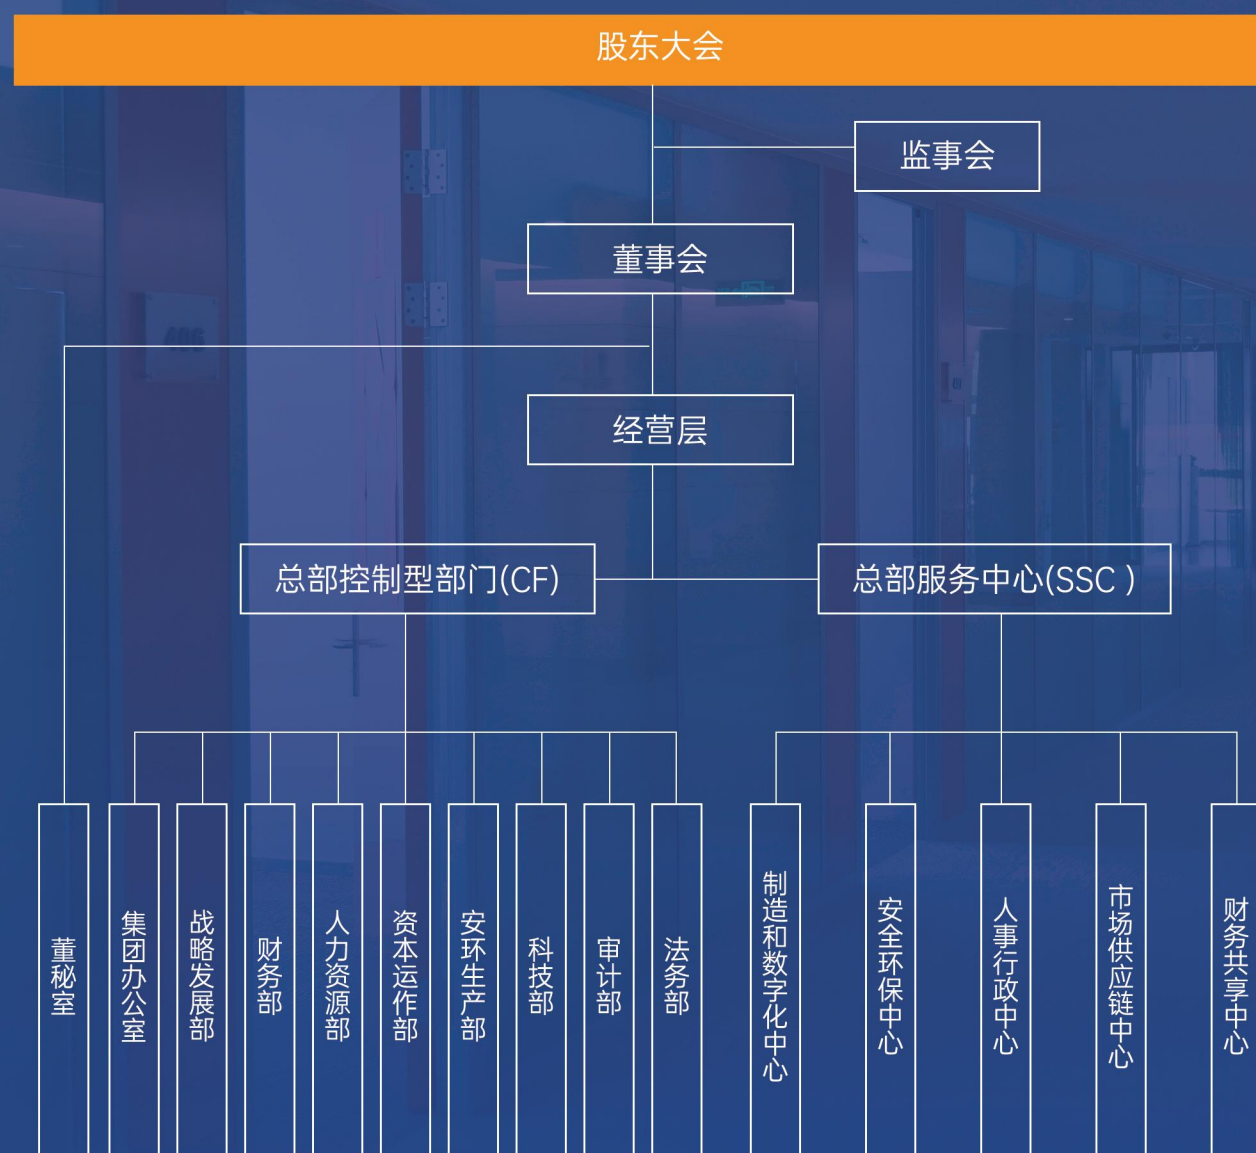 股东大会
监事会
董事会
经营层
总部控制型部门(CF)
总部服务中心(SSC )
董秘室
集团办公室
战略发展部
财务部
人力资源部
资本运作部
安环生产部
科技部
审计部
法务部
制造和数字化中心
安全环保中心
人事行政中心
市场供应链中心
财务共享中心